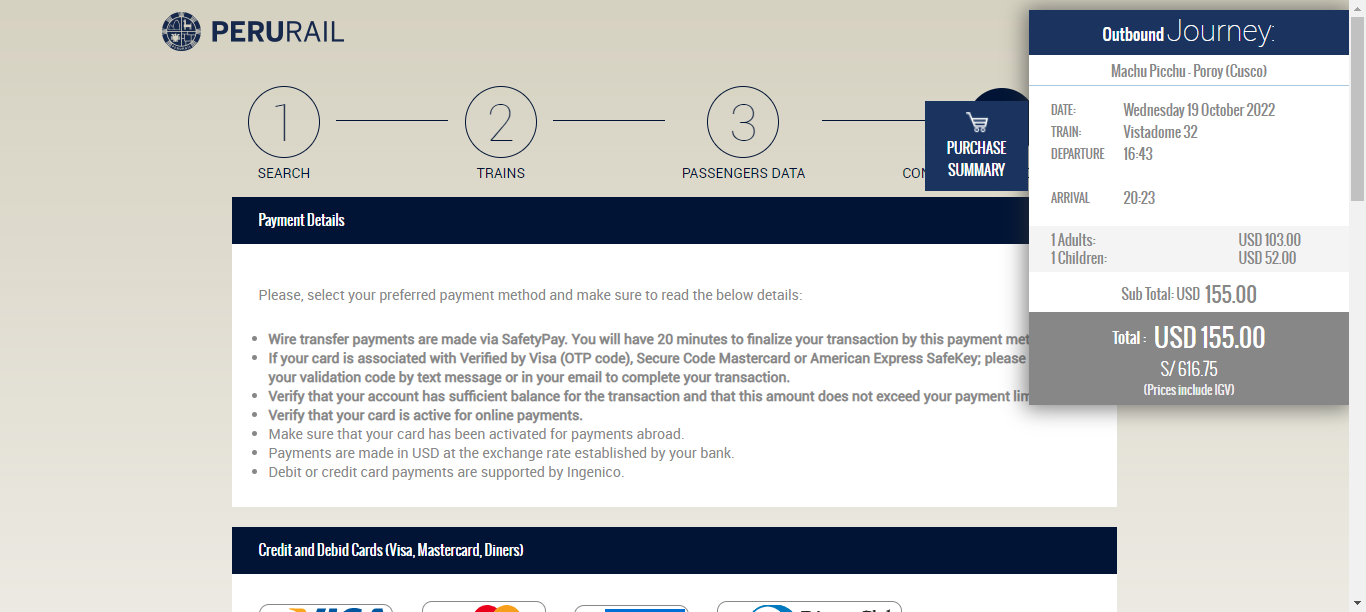 PERURAIL
1
2
3
SEARCH
TRAINS
PASSENGERS DATA
PURCHASE
SUMMARY
Outbound Journey:
Machu Picchu - Poroy (Cusco)
DATE: Wednesday 19 October 2022
TRAIN: Vistadome 32
DEPARTURE 16:43
ARRIVAL 20:23
1 Adults: USD 103.00
1 Children: USD 52.00
Sub Total: USD 155.00
Total : USD 155.00
S/ 616.75
(Prices include IGV)
Payment Details
Please, select your preferred payment method and make sure to read the below details:
Wire transfer payments are made via SafetyPay. You will have 20 minutes to finalize your transaction by this payment
If your card is associated with Verified by Visa (OTP code), Secure Code Mastercard or American Express SafeKey; please
your validation code by text message or in your email to complete your transaction.
Verify that your account has sufficient balance for the transaction and that this amount does not exceed your payment
Verify that your card is active for online payments.
Make sure that your card has been activated for payments abroad.
Payments are made in USD at the exchange rate established by your bank.
Debit or credit card payments are supported by Ingenico.
Credit and Debid Cards (Visa, Mastercard, Diners)